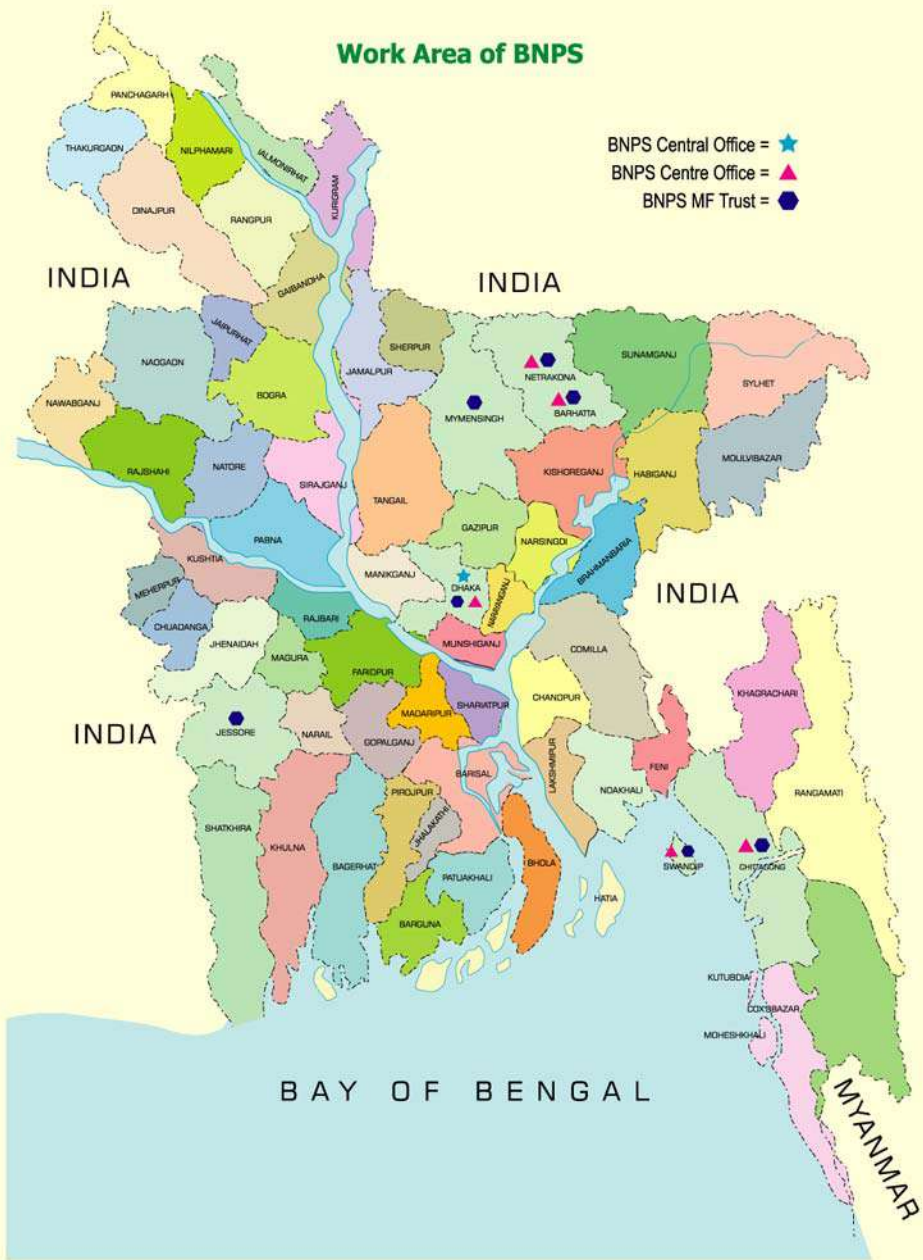 Work Area of BNPS
BNPS Central Office =
BNPS Centre Office =
BNPS MF Trust =
PANCHAGARH
THAKURGAON
NILPHAMARI
LALMONIRHAT
KURIGRAM
DINAJPUR
RANGPUR
GAIBANDHA
INDIA
INDIA
JAIPURHAT
NAOGAON
BOGRA
JAMALPUR
SHERPUR
MYMENSINGH
NETRAKONA
BARHATTA
SUNAMGANJ
SYLHET
NAWABGANJ
RAJSHAHI
NATORE
SIRAJGANJ
TANGAIL
KISHOREGANJ
HABIGANJ
MOULVIBAZAR
PABNA
GAZIPUR
NARSINGDI
KUSHTIA
MEHERPUR
CHUADANGA
MANIKGANJ
DHAKA
NARAYANGANJ
BRAHMANBARIA
INDIA
RAJBARI
MUNSHIGANJ
COMILLA
JHENAIDAH
MAGURA
FARIDPUR
MADARIPUR
SHARIATPUR
CHANDPUR
KHAGRACHARI
INDIA
JESSORE
NARAIL
GOPALGANJ
BARISAL
LAKSHMIPUR
NOAKHALI
FENI
RANGAMATI
SHATKHIRA
KHULNA
BAGERHAT
PIROJPUR
JHALAKATHI
PATUAKHALI
BHOLA
BARGUNA
HATIA
SWANDIP
CHITTAGONG
KUTUBDIA
COX'SBAZAR
MOHESHKHALI
BAY OF BENGAL
MYANMAR